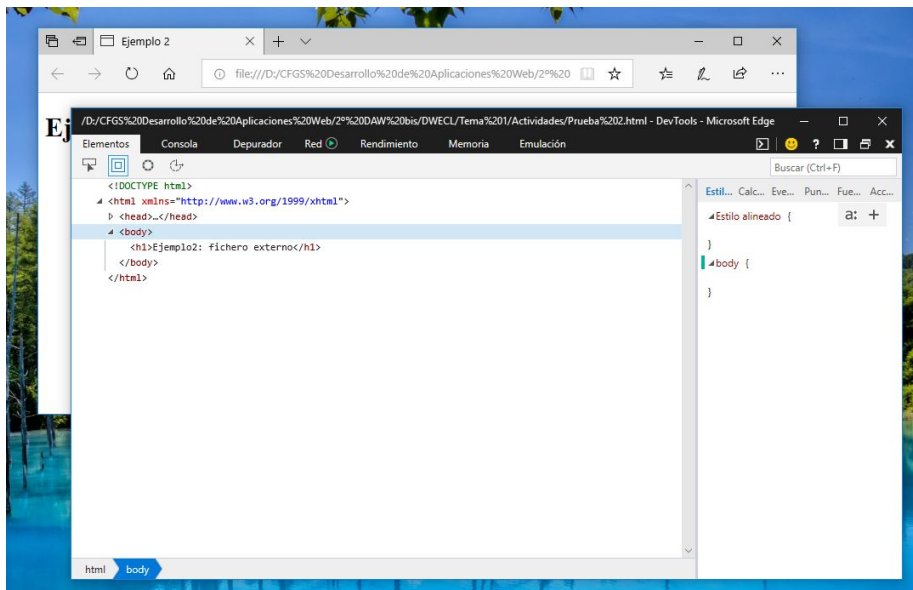 Ejemplo 2
file:///D:/CFGS%20Desarrollo%20de%20Aplicaciones%20Web/2º%20
Ej
/D:/CFGS%20Desarrollo%20de%20Aplicaciones%20Web/2º%20DAW%20bis/DWECL/Tema%201/Actividades/Prueba%202.html - DevTools - Microsoft Edge
Elementos Consola Depurador Red Rendimiento Memoria Emulación
Buscar (Ctrl+F)
<!DOCTYPE html>
<html xmlns="http://www.w3.org/1999/xhtml">
<head>…</head>
<body>
<h1>Ejemplo2: fichero externo</h1>
</body>
</html>
Estil... Calc... Eve... Pun... Fue... Acc...
Estilo alineado {
a: +
}
body {
}
html body